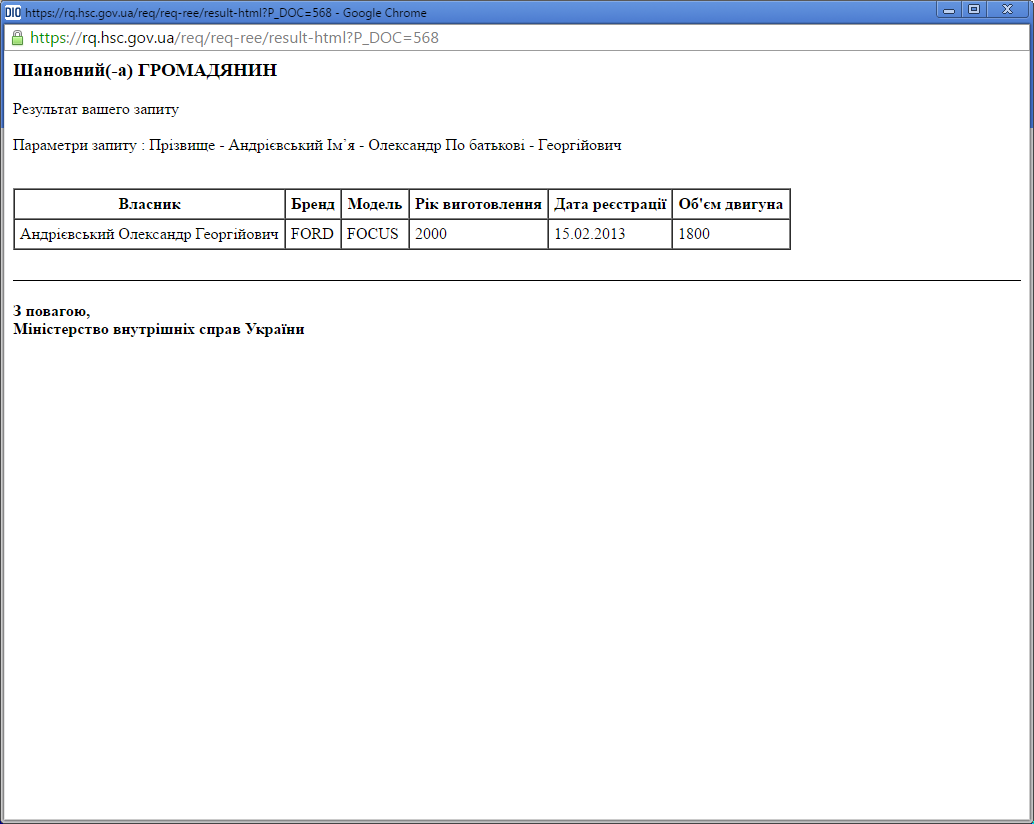 https://rq.hsc.gov.ua/req/req-ree/result-html?P_DOC=568 - Google Chrome
https://rq.hsc.gov.ua/req/req-ree/result-html?P_DOC=568
Шановний(-а) ГРОМАДЯНИН
Результат вашего запиту
Параметри запиту : Прізвище - Андрієвський Ім`я - Олександр По батькові - Георгійович
Власник Бренд Модель Рік виготовлення Дата реєстрації Об'єм двигуна
Андрієвський Олександр Георгійович FORD FOCUS 2000 15.02.2013 1800
З повагою,
Міністерство внутрішніх справ України